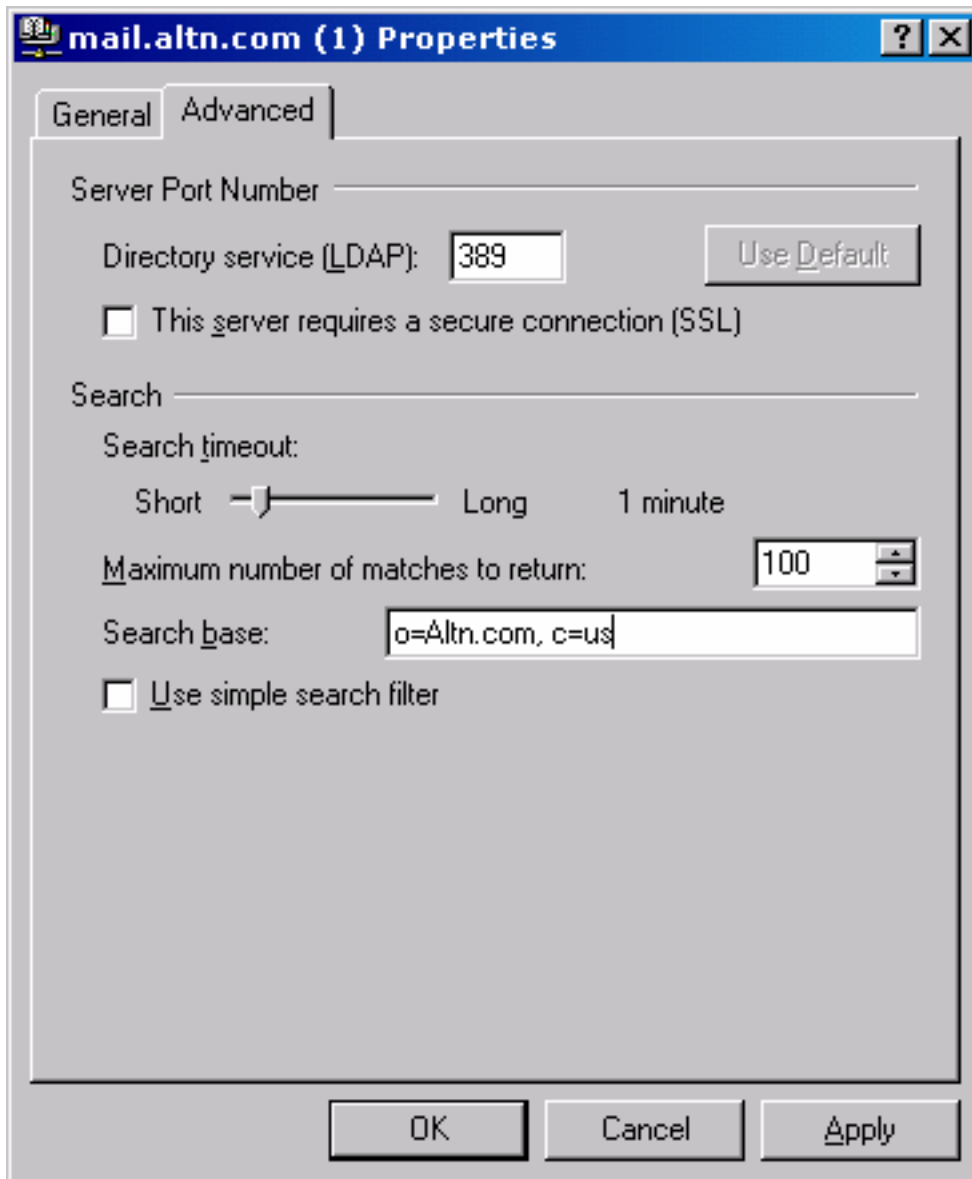 mail.altn.com (1) Properties
General Advanced
Server Port Number
Directory service (LDAP): 389 Use Default
This server requires a secure connection (SSL)
Search
Search timeout:
Short Long 1 minute
Maximum number of matches to return: 100
Search base: o=Altn.com, c=us
Use simple search filter
OK Cancel Apply